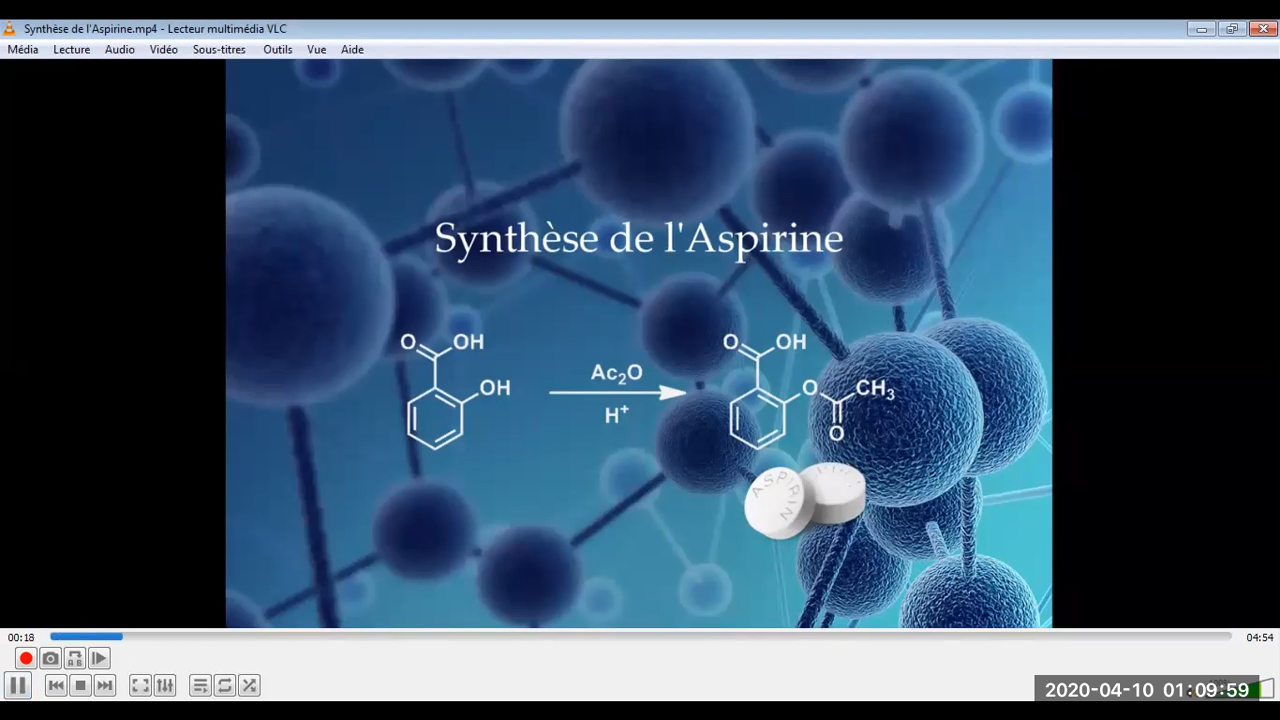 Synthèse de l'Aspirine.mp4 - Lecteur multimédia VLC
Média Lecture Audio Vidéo Sous-titres Outils Vue Aide
Synthèse de l'Aspirine
O OH
OH
Ac₂O
H⁺
O OH
O CH₃
O
ASPIRIN
00:18 04:54
A B
2020-04-10 01:09:59